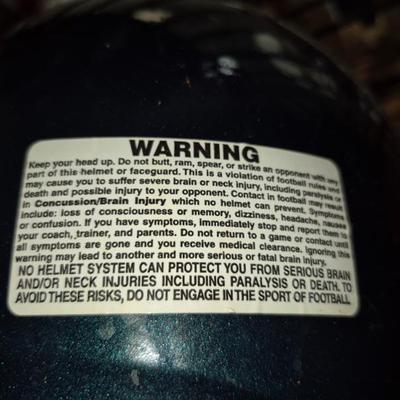 WARNING
Keep your head up. Do not butt, ram, spear, or strike an opponent with any
part of this helmet or faceguard. This is a violation of football rules and
may cause you to suffer severe brain or neck injury, including paralysis or
death and possible injury to your opponent. Contact in football may result
in Concussion/Brain Injury which no helmet can prevent. Symptoms
include: loss of consciousness or memory, dizziness, headache, nausea
or confusion. If you have symptoms, immediately stop and report them to
your coach, trainer, and parents. Do not return to a game or contact until
all symptoms are gone and you receive medical clearance. Ignoring this
warning may lead to another and more serious or fatal brain injury.
NO HELMET SYSTEM CAN PROTECT YOU FROM SERIOUS BRAIN
AND/OR NECK INJURIES INCLUDING PARALYSIS OR DEATH. TO
AVOID THESE RISKS, DO NOT ENGAGE IN THE SPORT OF FOOTBALL